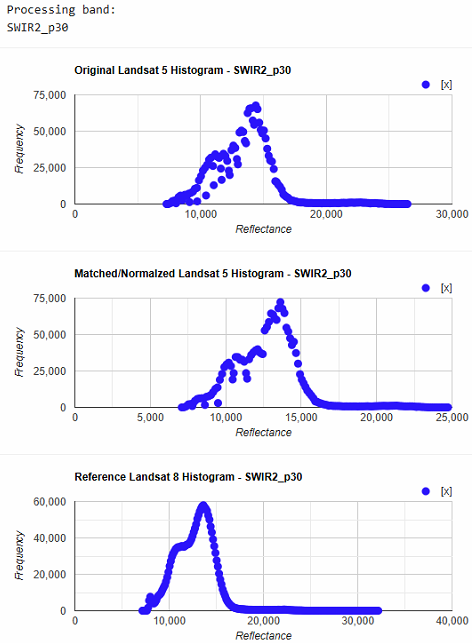 Processing band:
SWIR2_p30
Original Landsat 5 Histogram - SWIR2_p30
[x]
75,000
50,000
25,000
0
Frequency
0
10,000
20,000
30,000
Reflectance
Matched/Normalzed Landsat 5 Histogram - SWIR2_p30
[x]
75,000
50,000
25,000
0
Frequency
0
5,000
10,000
15,000
20,000
25,000
Reflectance
Reference Landsat 8 Histogram - SWIR2_p30
[x]
60,000
40,000
20,000
0
Frequency
0
10,000
20,000
30,000
40,000
Reflectance